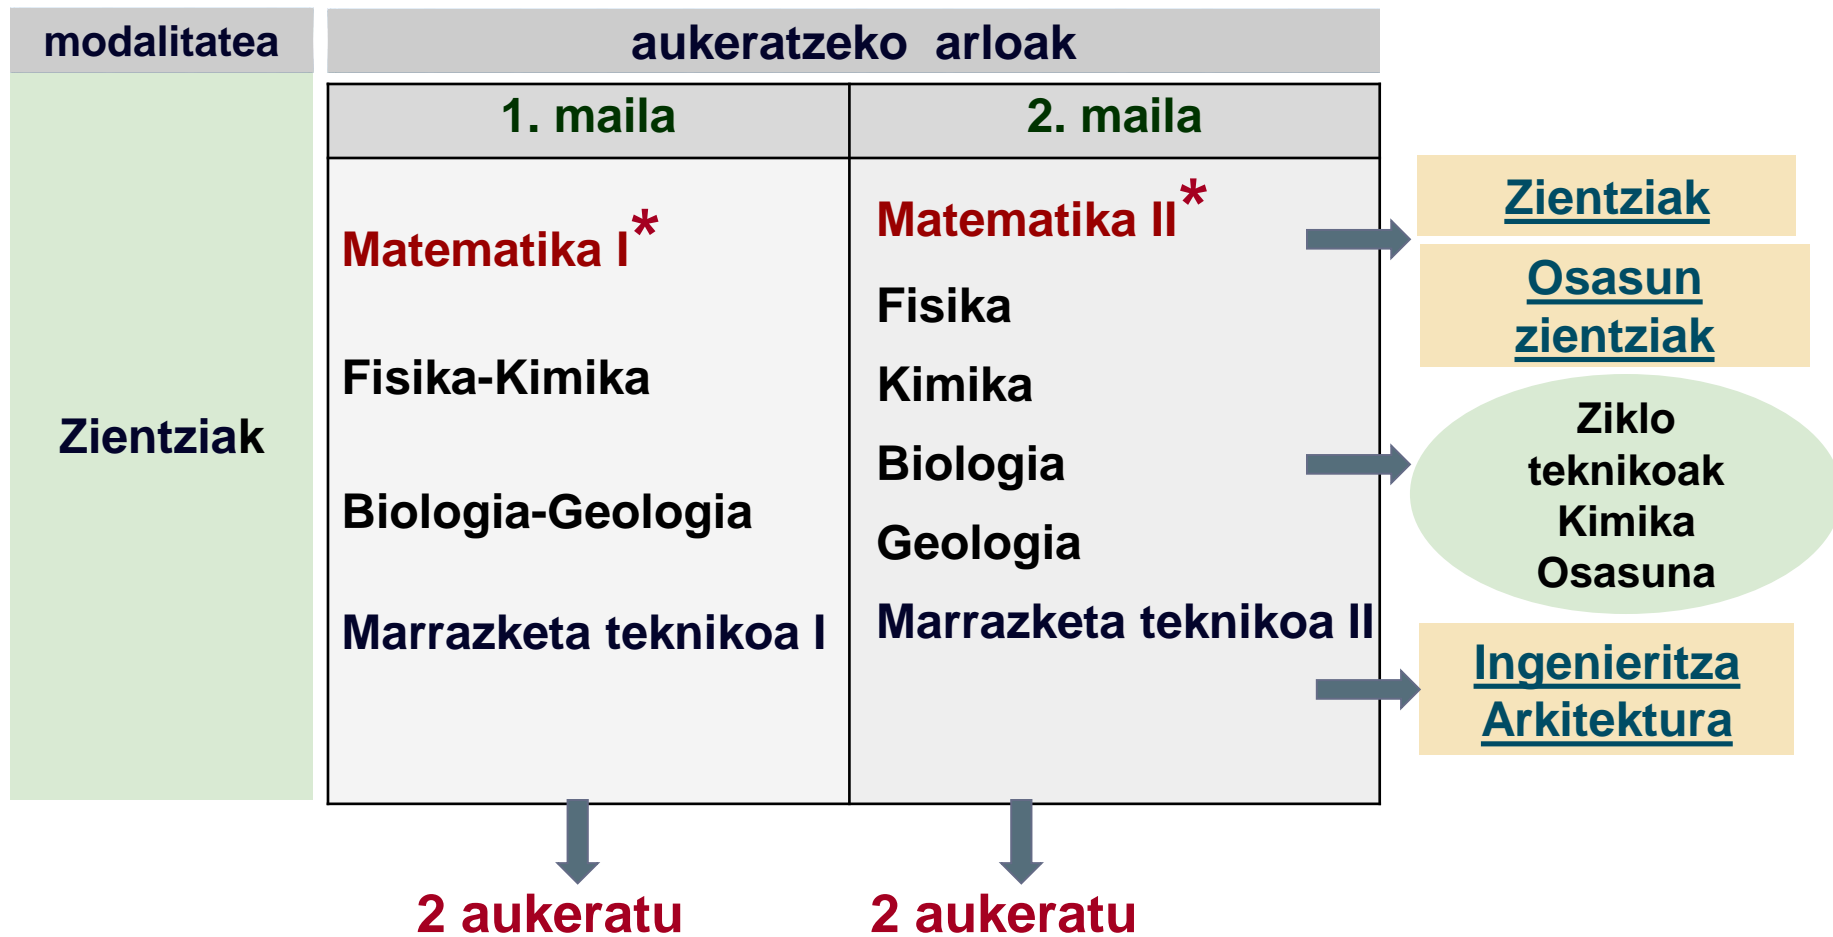 modalitatea
aukeratzeko arloak
Zientziak
1. maila
2. maila
Matematika I*
Fisika-Kimika
Biologia-Geologia
Marrazketa teknikoa I
Matematika II*
Fisika
Kimika
Biologia
Geologia
Marrazketa teknikoa II
Zientziak
Osasun
zientziak
Ziklo
teknikoak
Kimika
Osasuna
Ingenieritza
Arkitektura
2 aukeratu
2 aukeratu